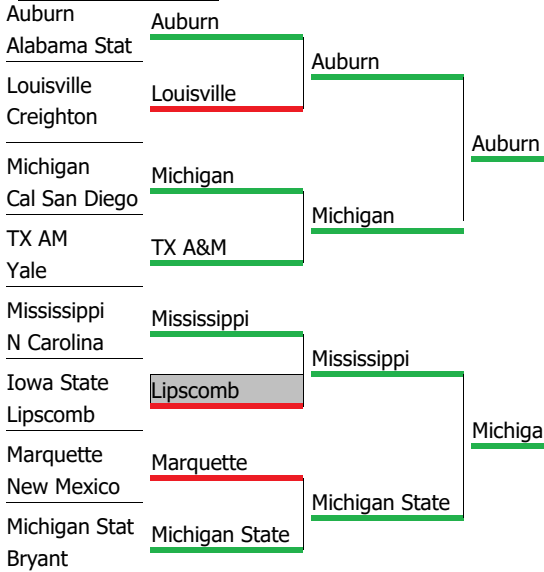 Auburn
Alabama Stat
Louisville
Creighton
Michigan
Cal San Diego
TX AM
Yale
Mississippi
N Carolina
Iowa State
Lipscomb
Marquette
New Mexico
Michigan Stat
Bryant
Auburn
Louisville
Michigan
TX A&M
Mississippi
Lipscomb
Marquette
Michigan State
Auburn
Michigan
Mississippi
Michigan State
Auburn
Michiga